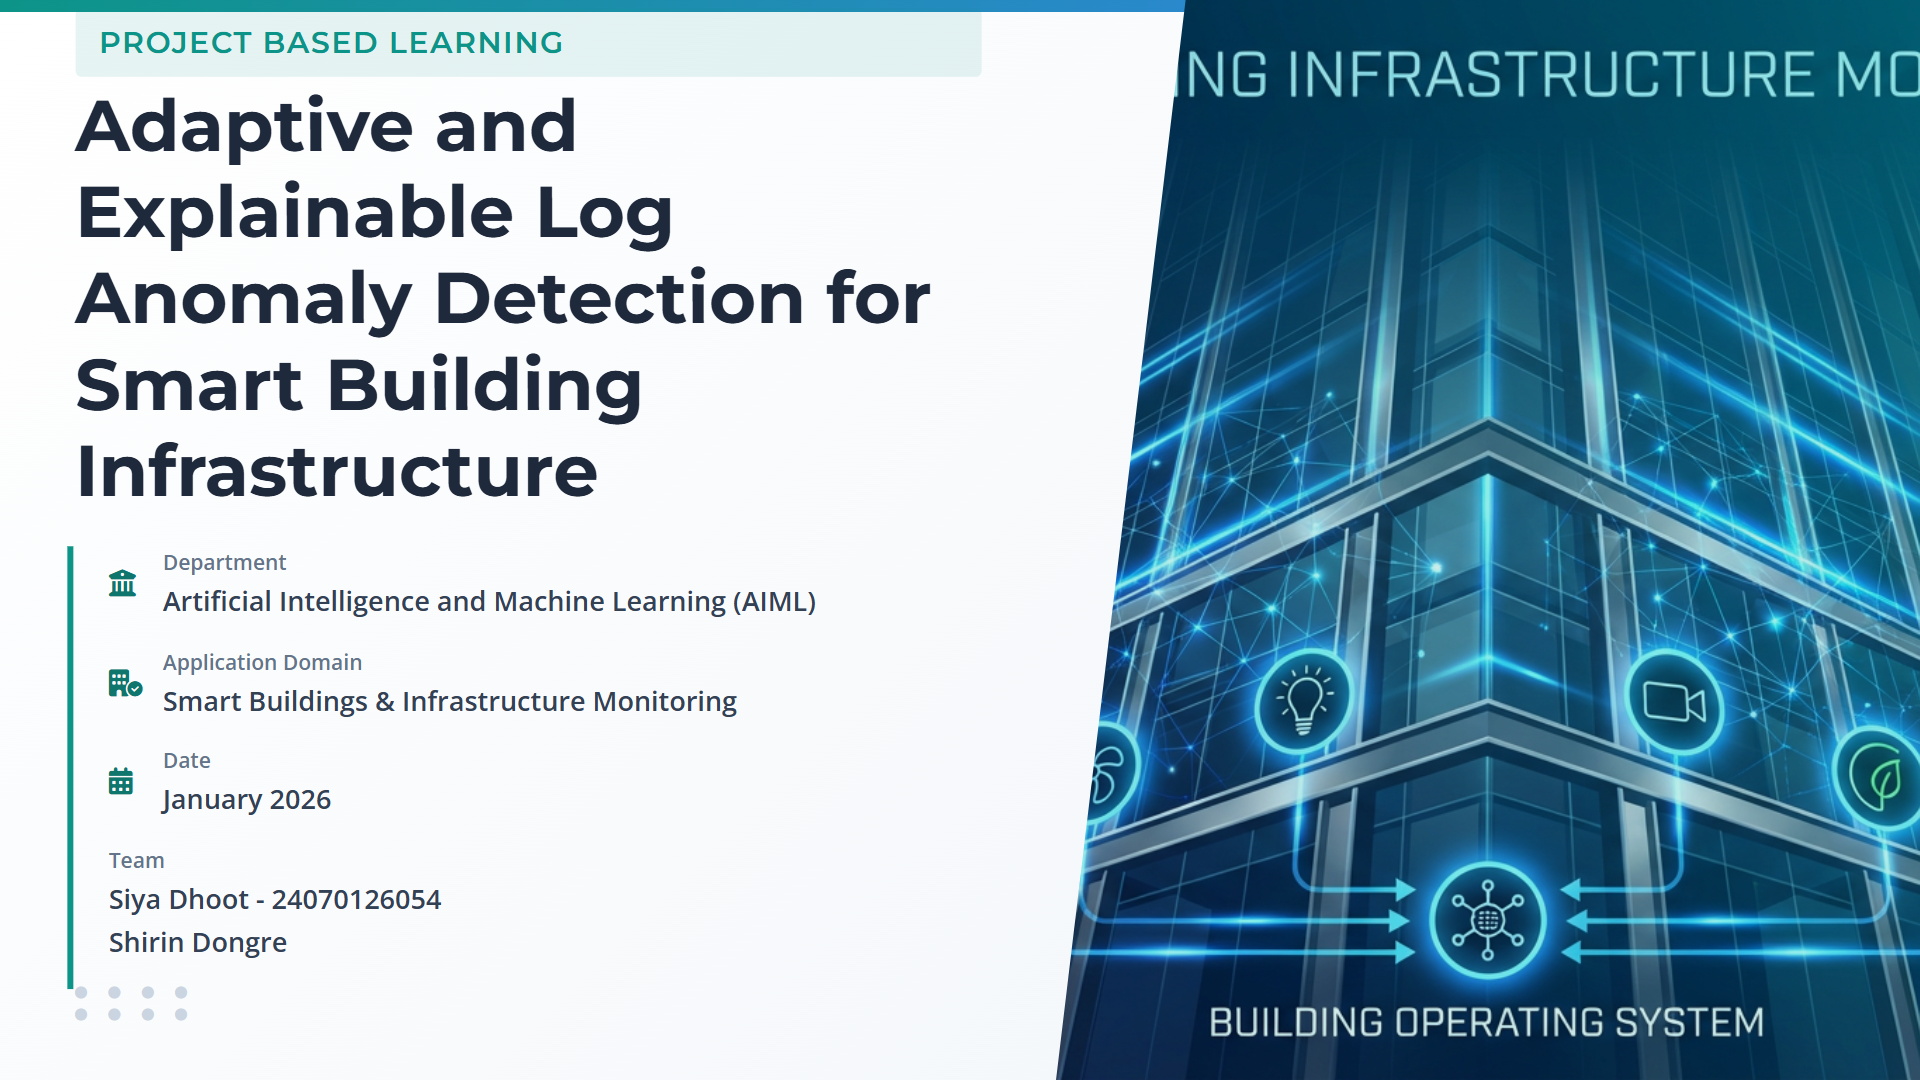 PROJECT BASED LEARNING
Adaptive and
Explainable Log
Anomaly Detection for
Smart Building
Infrastructure
Department
Artificial Intelligence and Machine Learning (AIML)
Application Domain
Smart Buildings & Infrastructure Monitoring
Date
January 2026
Team
Siya Dhoot - 24070126054
Shirin Dongre
NG INFRASTRUCTURE MO
BUILDING OPERATING SYSTEM